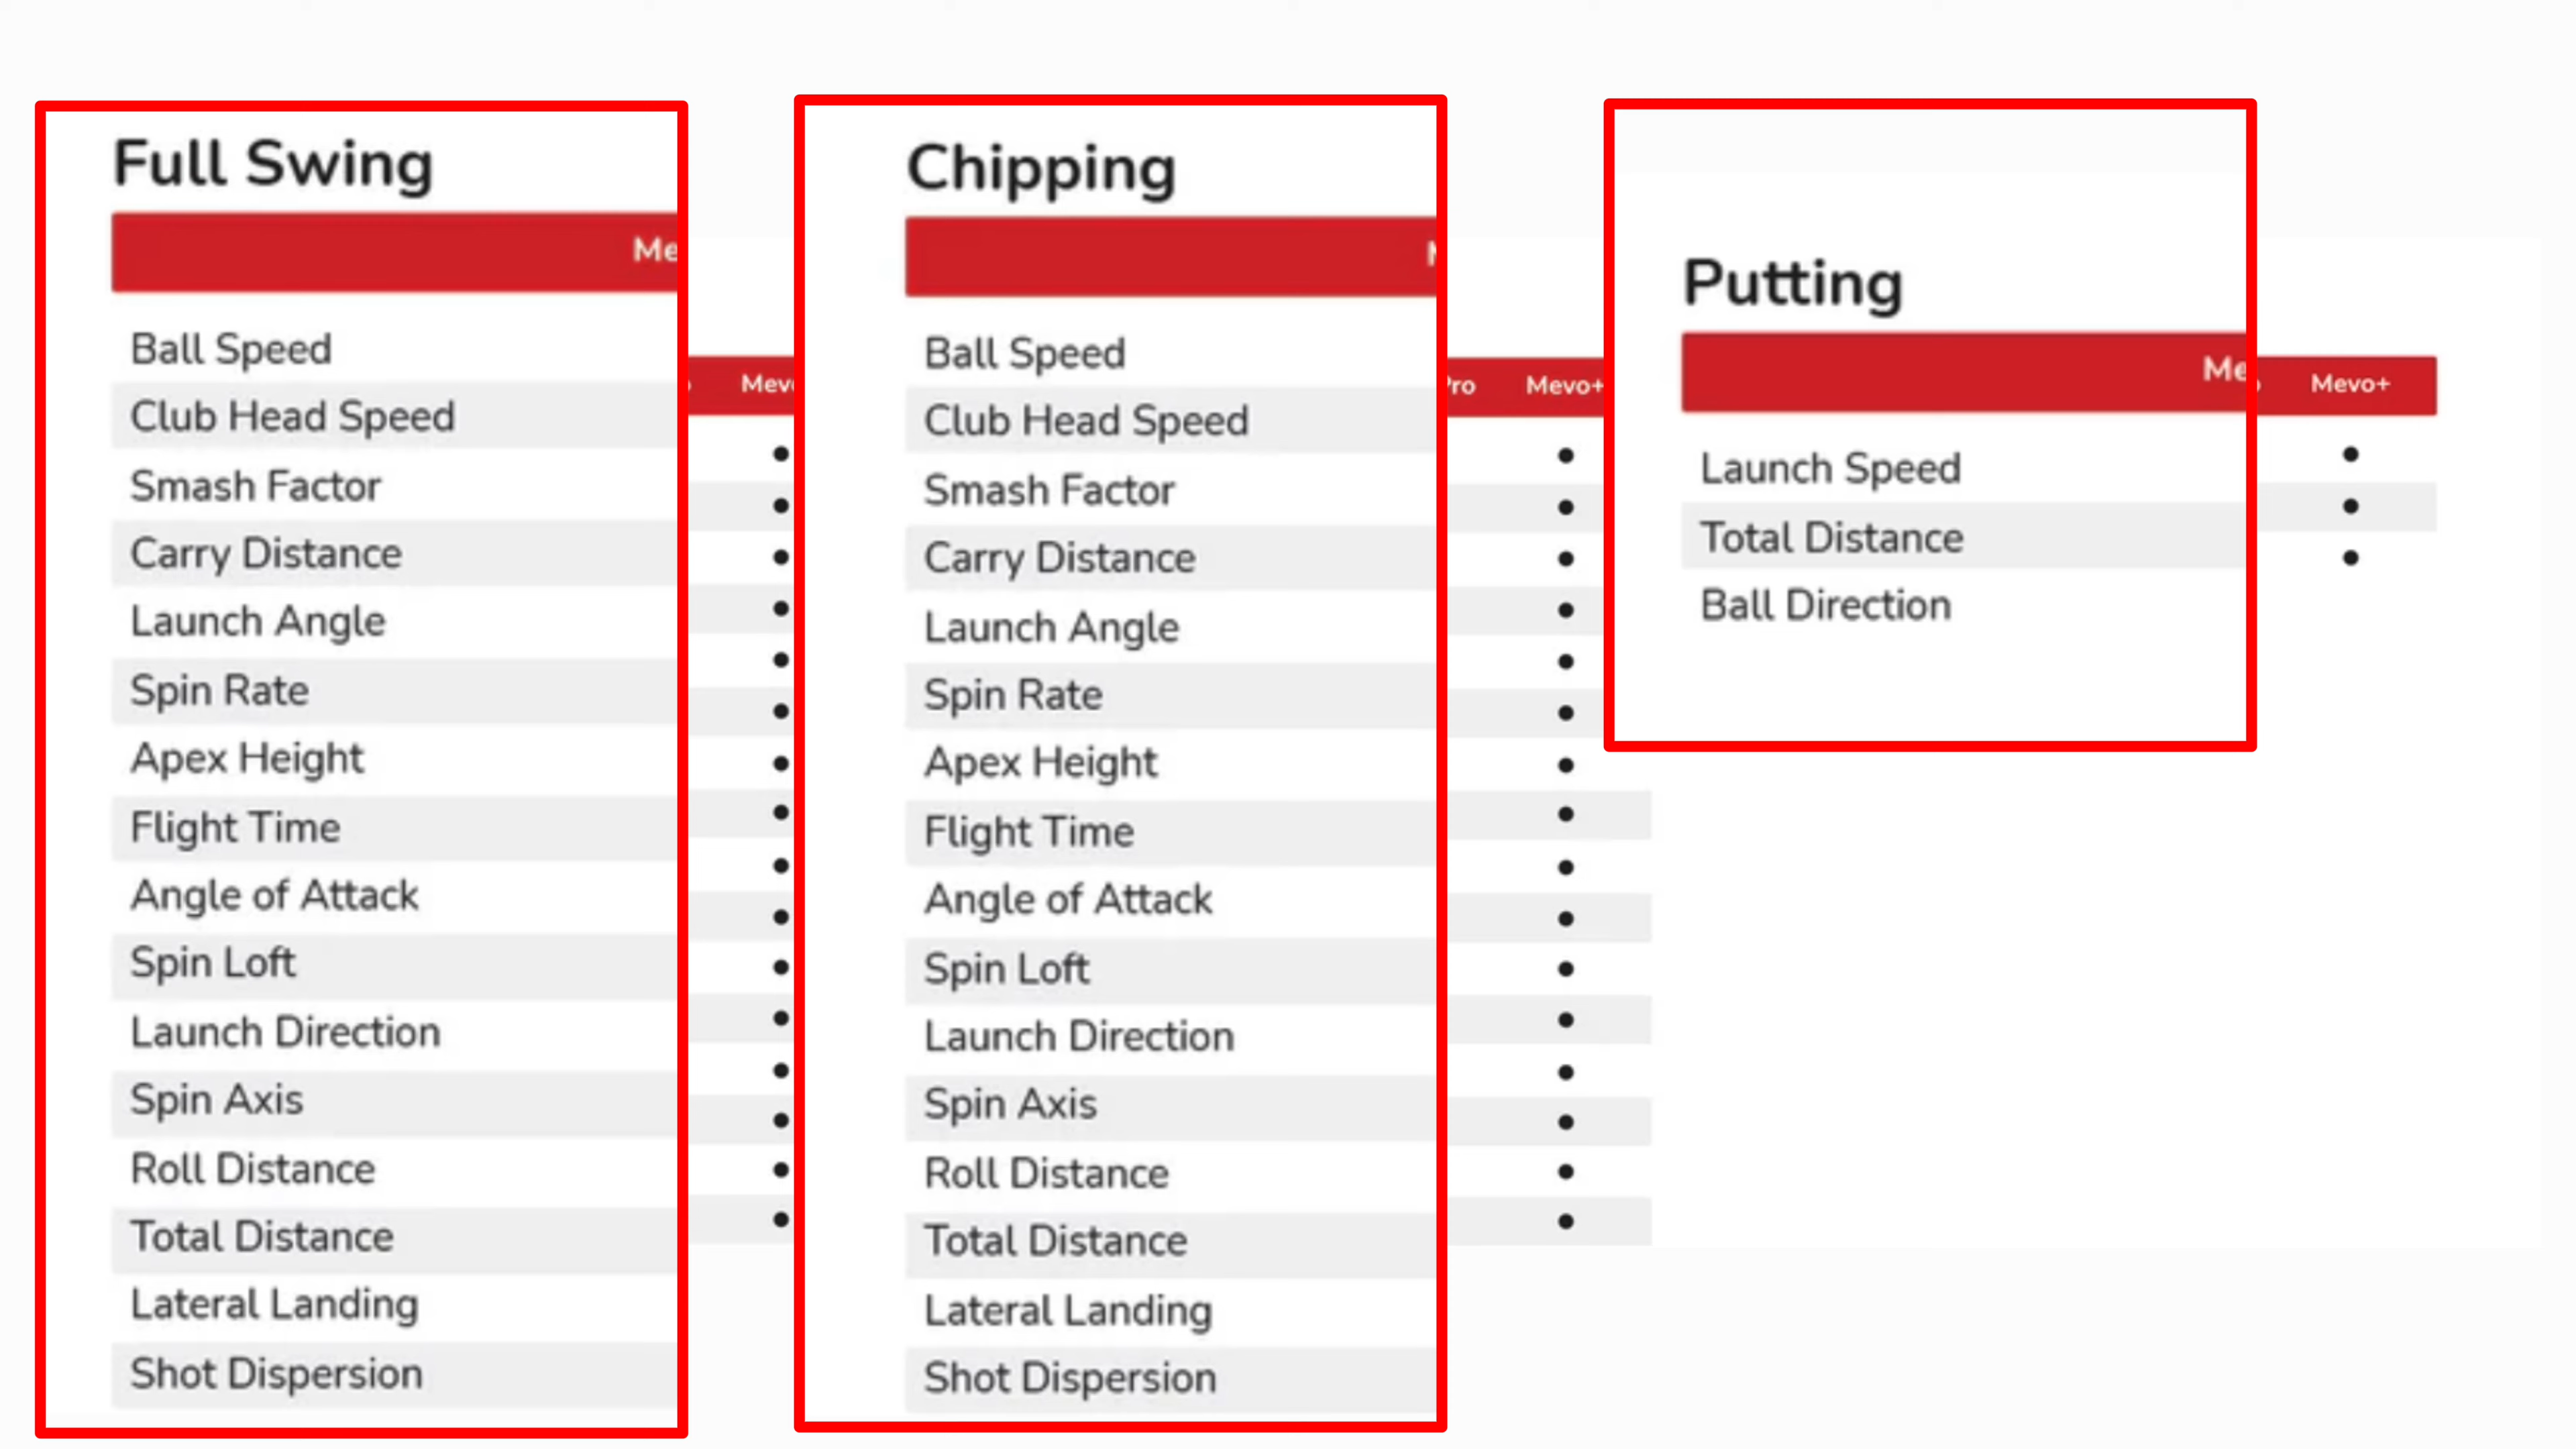 Full Swing
Me
Ball Speed
Club Head Speed
Smash Factor
Carry Distance
Launch Angle
Spin Rate
Apex Height
Flight Time
Angle of Attack
Spin Loft
Launch Direction
Spin Axis
Roll Distance
Total Distance
Lateral Landing
Shot Dispersion
Mevo
Chipping
Ball Speed
Club Head Speed
Smash Factor
Carry Distance
Launch Angle
Spin Rate
Apex Height
Flight Time
Angle of Attack
Spin Loft
Launch Direction
Spin Axis
Roll Distance
Total Distance
Lateral Landing
Shot Dispersion
Pro Mevo+
Putting
Me
Launch Speed
Total Distance
Ball Direction
Mevo+